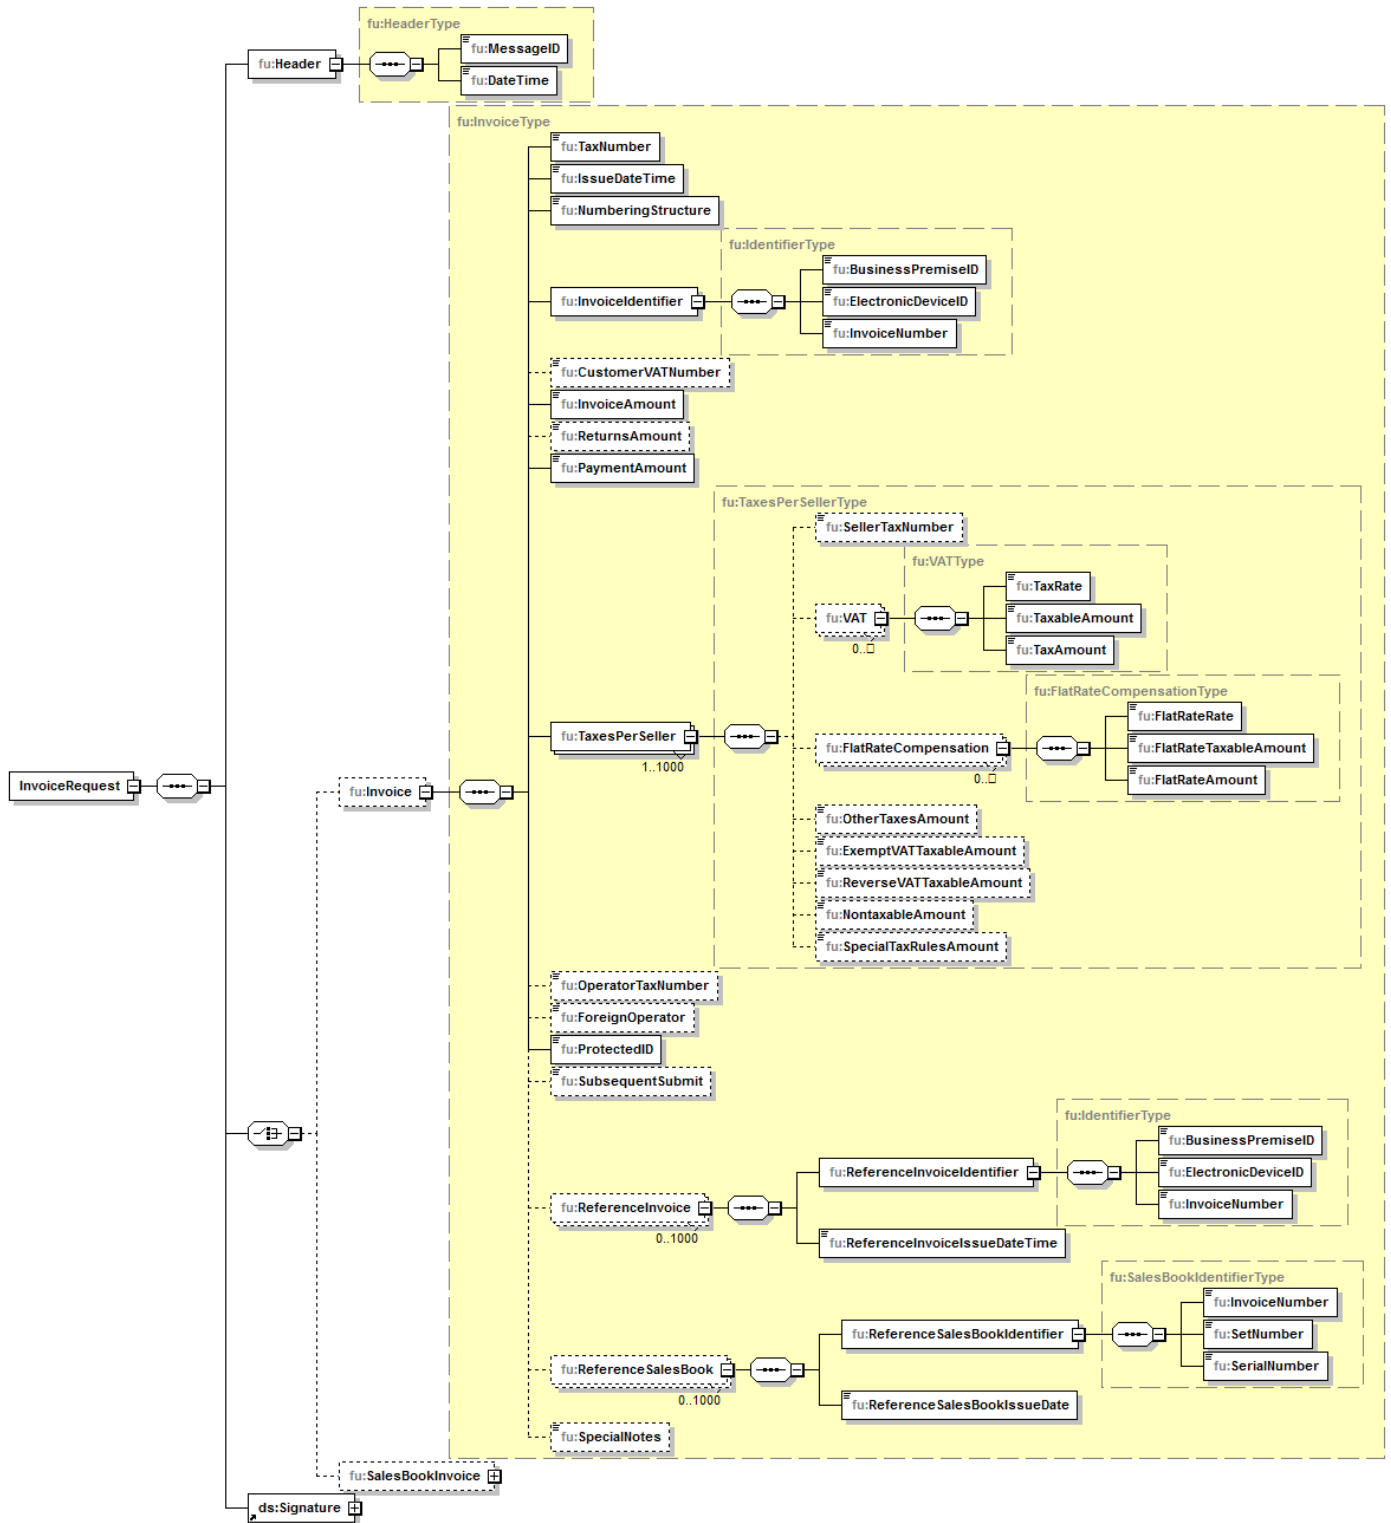 fu:HeaderType
fu:Header
fu:MessageID
fu:DateTime
fu:InvoiceType
fu:TaxNumber
fu:IssueDateTime
fu:NumberingStructure
fu:IdentifierType
fu:BusinessPremiseID
fu:InvoiceIdentifier
fu:ElectronicDeviceID
fu:InvoiceNumber
fu:CustomerVATNumber
fu:InvoiceAmount
fu:ReturnsAmount
fu:PaymentAmount
fu:TaxesPerSellerType
fu:SellerTaxNumber
fu:VATType
fu:TaxRate
fu:VAT
fu:TaxableAmount
0..□
fu:TaxAmount
fu:FlatRateCompensationType
fu:FlatRateRate
fu:TaxesPerSeller
1..1000
fu:FlatRateCompensation
fu:FlatRateTaxableAmount
0..□
fu:FlatRateAmount
InvoiceRequest
fu:Invoice
fu:OtherTaxesAmount
fu:ExemptVATTaxableAmount
fu:ReverseVATTaxableAmount
fu:NontaxableAmount
fu:SpecialTaxRulesAmount
fu:OperatorTaxNumber
fu:ForeignOperator
fu:ProtectedID
fu:SubsequentSubmit
fu:IdentifierType
fu:BusinessPremiseID
fu:ReferenceInvoiceIdentifier
fu:ElectronicDeviceID
fu:InvoiceNumber
fu:ReferenceInvoice
0..1000
fu:ReferenceInvoiceIssueDateTime
fu:SalesBookIdentifierType
fu:InvoiceNumber
fu:ReferenceSalesBookIdentifier
fu:SetNumber
fu:SerialNumber
fu:ReferenceSalesBook
0..1000
fu:ReferenceSalesBookIssueDate
fu:SpecialNotes
fu:SalesBookInvoice
ds:Signature